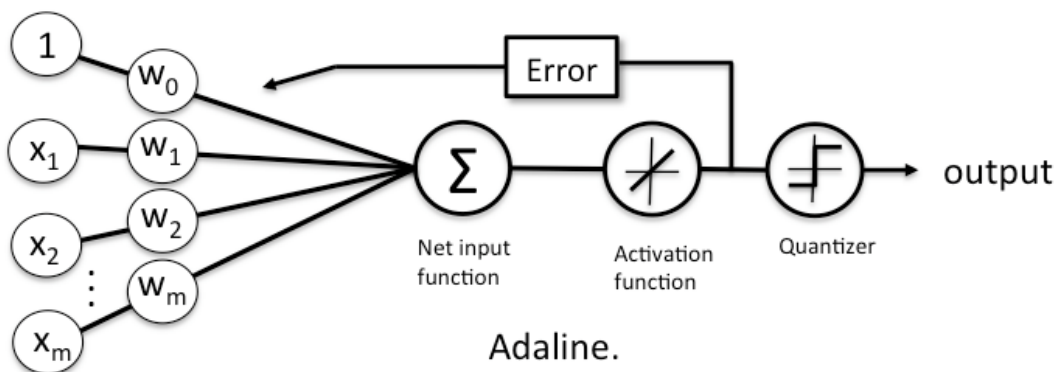 1
w₀
Error
x₁
w₁
Σ
output
x₂
w₂
Net input
function
Activation
function
Quantizer
⋮
wₘ
xₘ
Adaline.